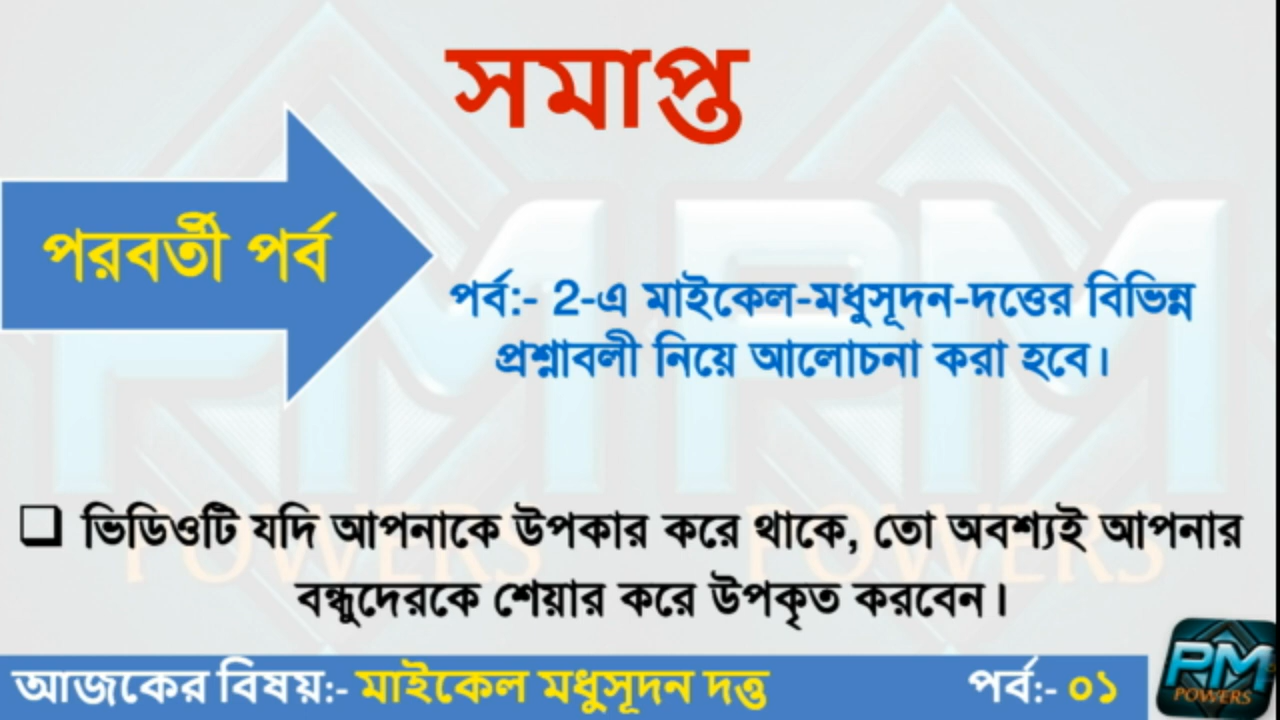 সমাপ্ত
পরবর্তী পর্ব
পর্ব:- 2-এ মাইকেল-মধুসূদন-দত্তের বিভিন্ন
প্রশ্নাবলী নিয়ে আলোচনা করা হবে।
❑ ভিডিওটি যদি আপনাকে উপকার করে থাকে, তো অবশ্যই আপনার
বন্ধুদেরকে শেয়ার করে উপকৃত করবেন।
আজকের বিষয়:- মাইকেল মধুসূদন দত্ত পর্ব:- ০১
PM
POWERS